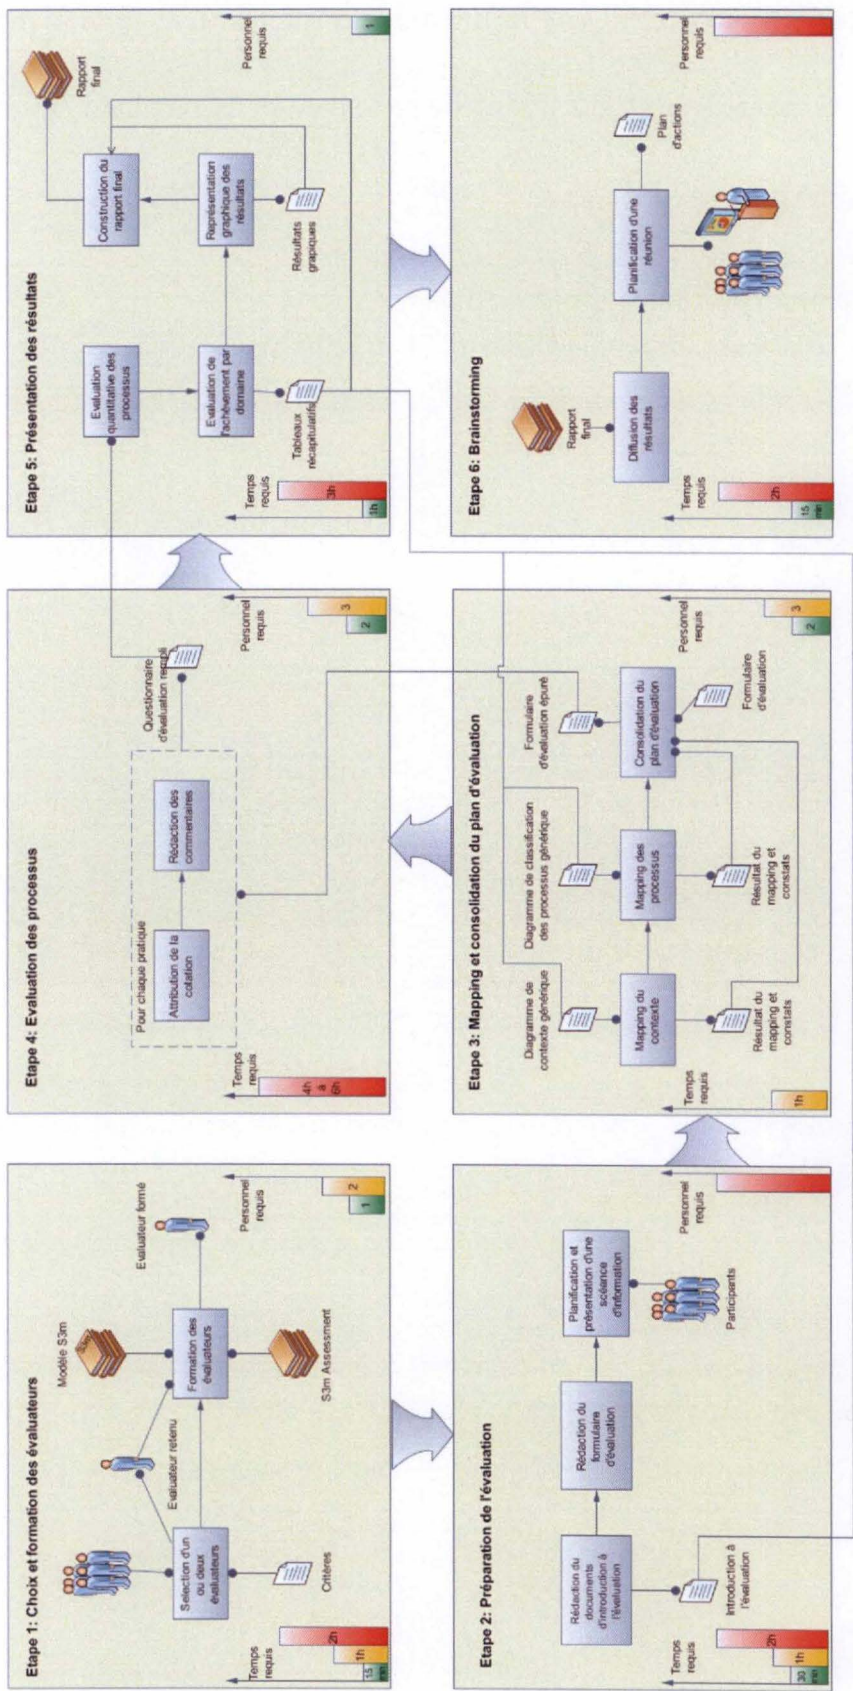 Etape 1: Choix et formation des évaluateurs
Modèle S3m
S3m
Evaluateur formé
Evaluateur retenu
Selection d'un
ou deux
évaluateurs
Formation des
évaluateurs
Critères
S3m Assessment
Temps
requis
15
min
1h
2h
Personnel
requis
1
2
Etape 2: Préparation de l'évaluation
Rédaction du
documents
d'introduction à
l'évaluation
Rédaction du
formulaire
d'évaluation
Planification et
présentation d'une
scéance
d'information
Introduction à
l'évaluation
Participants
Temps
requis
30
min
1h
2h
Personnel
requis
Etape 3: Mapping et consolidation du plan d'évaluation
Diagramme de
contexte générique
Diagramme de classification
des processus générique
Formulaire
d'évaluation épuré
Mapping du
contexte
Mapping des
processus
Consolidation du
plan d'évaluation
Résultat du
mapping et
constats
Résultat du
mapping et
constats
Formulaire
d'évaluation
Temps
requis
1h
Personnel
requis
2
3
Etape 4: Evaluation des processus
Pour chaque pratique
Attribution de la
cotation
Rédaction des
commentaires
Questionnaire
d'évaluation rempli
Temps
requis
4h
à
6h
Personnel
requis
2
3
Etape 5: Présentation des résultats
Evaluation
quantitative des
processus
Construction du
rapport final
Rapport
final
Evaluation de
l'achèvement par
domaine
Représentation
graphique des
résultats
Tableaux
récapitulatifs
Résultats
grapiques
Temps
requis
1h
3h
Personnel
requis
1
Etape 6: Brainstorming
Rapport
final
Diffusion des
résultats
Planification d'une
réunion
Plan
d'actions
Temps
requis
15
min
2h
Personnel
requis